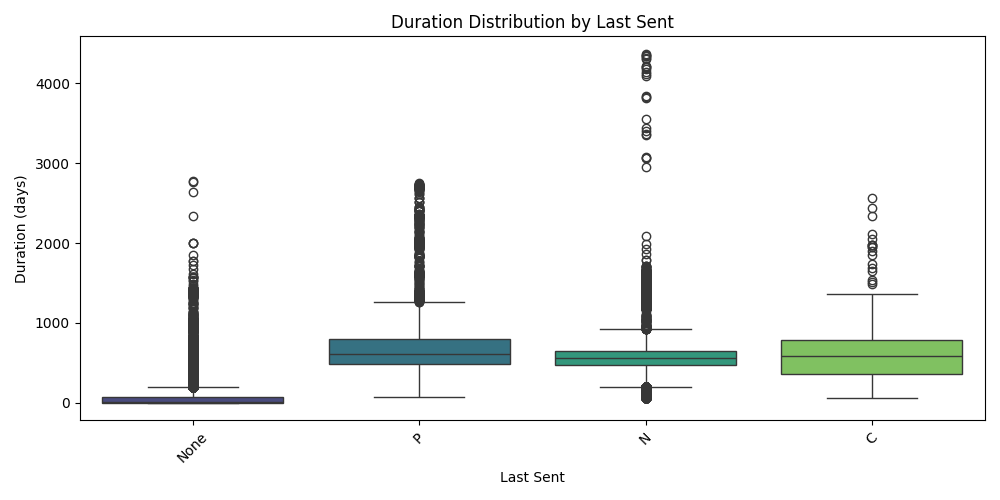 Duration Distribution by Last Sent
Duration (days)
4000
3000
2000
1000
0
None
P
N
C
Last Sent